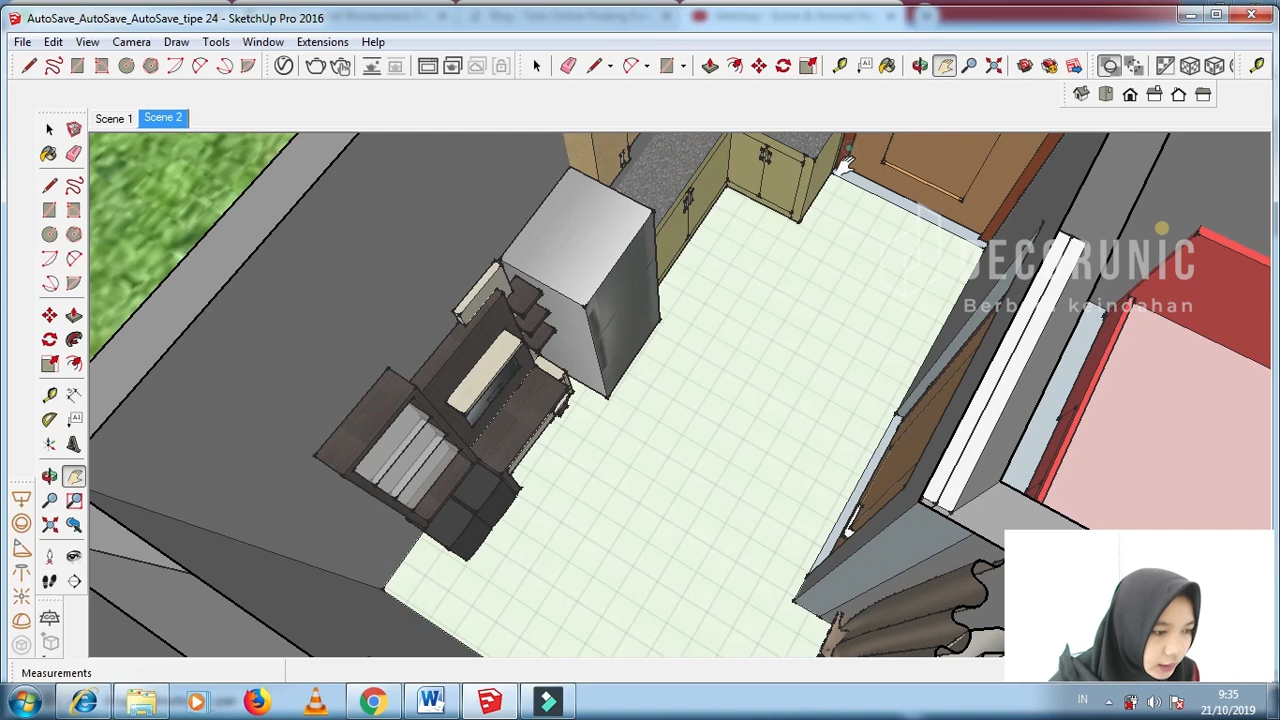 AutoSave_AutoSave_AutoSave_tipe 24 - SketchUp Pro 2016
File Edit View Camera Draw Tools Window Extensions Help
Scene 1 Scene 2
DECORUNIC
Measurements
IN
9:35
21/10/2019